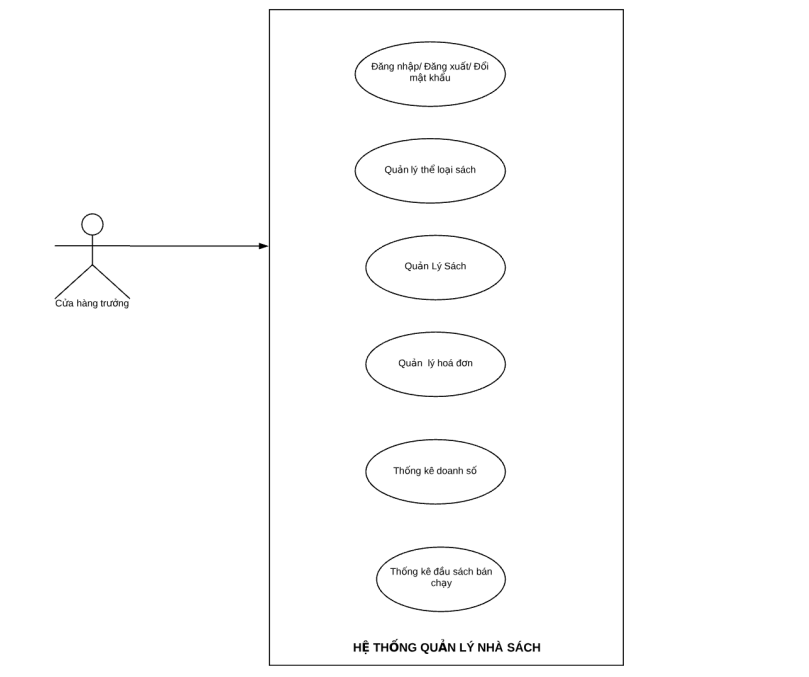 Đăng nhập/ Đăng xuất/ Đổi
mật khẩu
Quản lý thể loại sách
Quản Lý Sách
Cửa hàng trưởng
Quản  lý hoá đơn
Thống kê doanh số
Thống kê đầu sách bán
chạy
HỆ THỐNG QUẢN LÝ NHÀ SÁCH